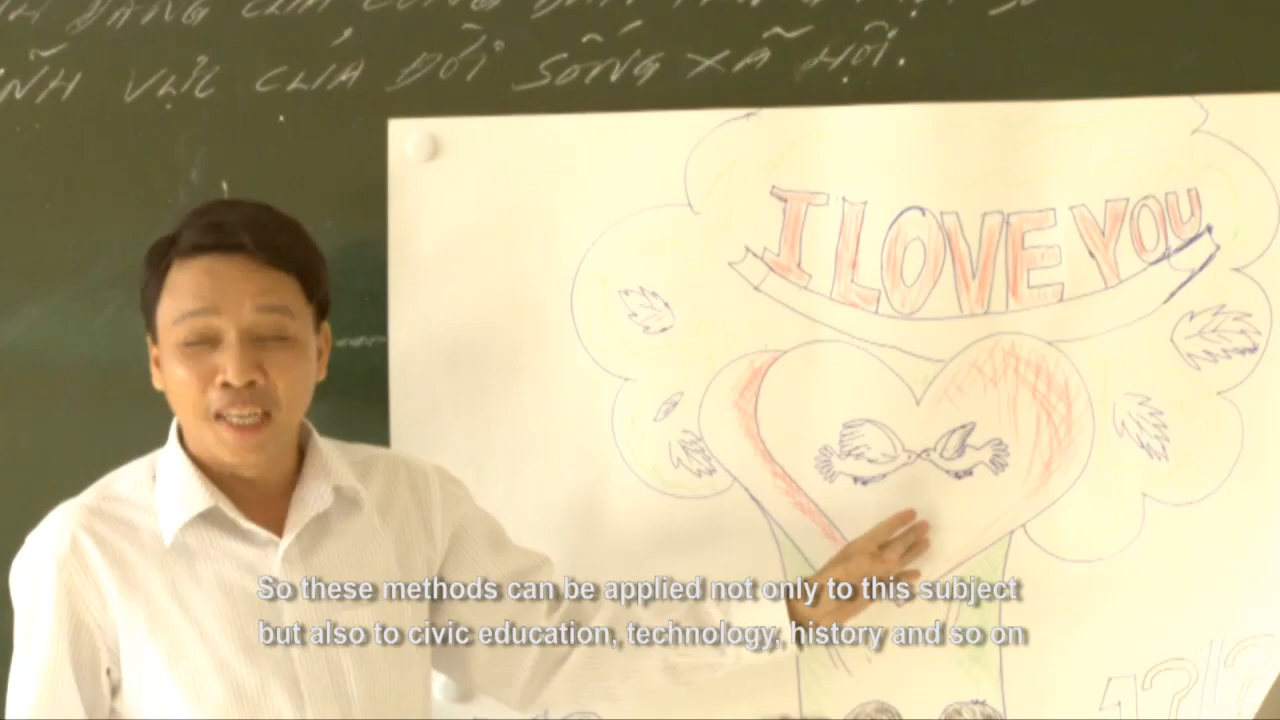 VỰC CỦA ĐỜI SỐNG XÃ HỘI.
I LOVE YOU
So these methods can be applied not only to this subject
but also to civic education, technology, history and so on